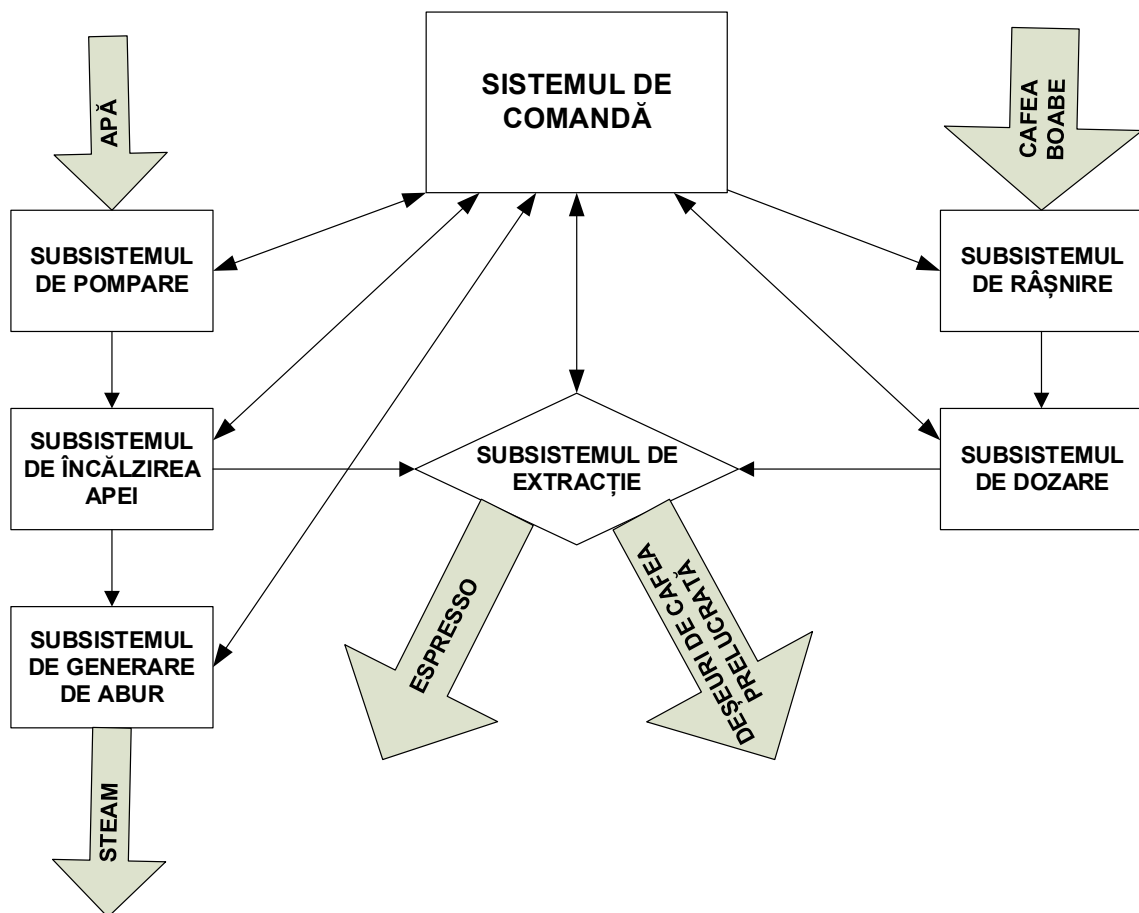 SISTEMUL DE
COMANDĂ
APĂ
CAFEA
BOABE
SUBSISTEMUL
DE POMPARE
SUBSISTEMUL
DE RÂȘNIRE
SUBSISTEMUL
DE ÎNCĂLZIREA
APEI
SUBSISTEMUL DE
EXTRACȚIE
SUBSISTEMUL
DE DOZARE
SUBSISTEMUL
DE GENERARE
DE ABUR
ESPRESSO
DEȘEURI DE CAFEA
PRELUCRATĂ
STEAM